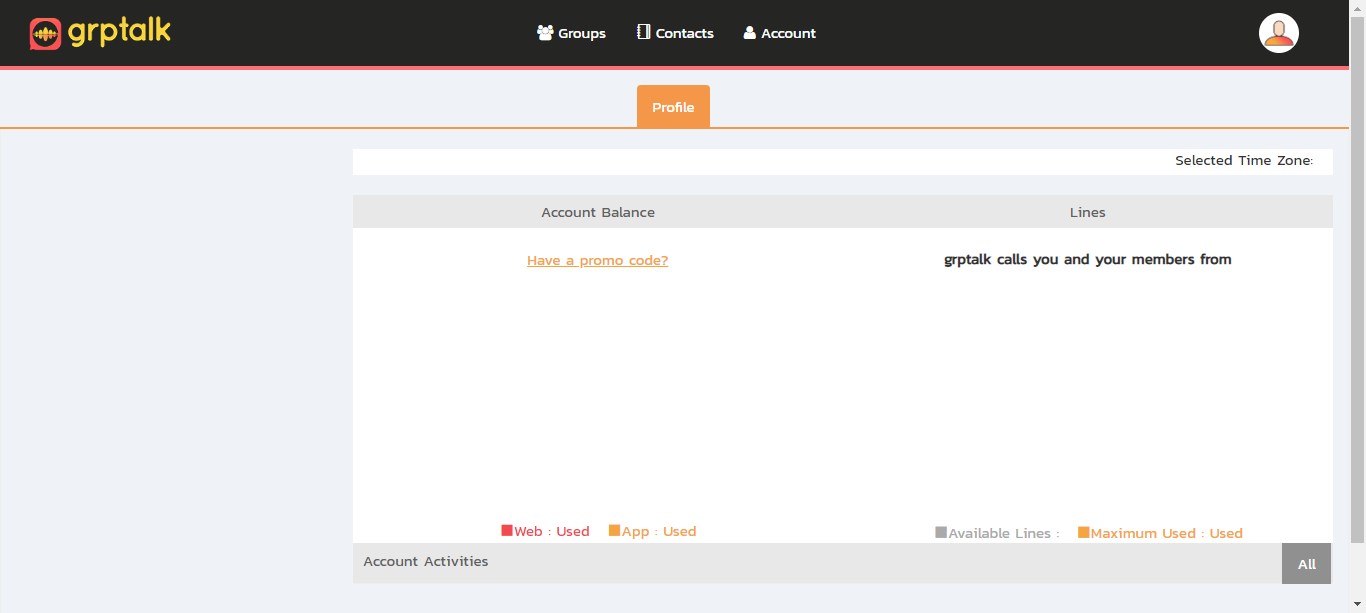 grptalk
Groups
Contacts
Account
Profile
Selected Time Zone:
Account Balance
Lines
Have a promo code?
grptalk calls you and your members from
Web : Used
App : Used
Available Lines :
Maximum Used : Used
Account Activities
All